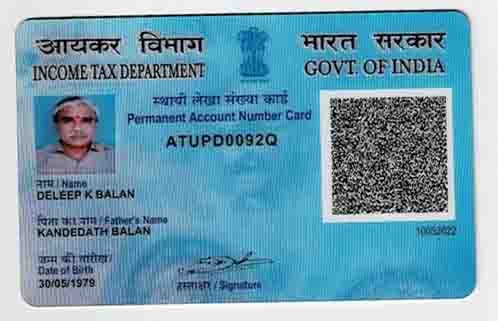 आयकर विभाग
INCOME TAX DEPARTMENT
भारत सरकार
GOVT. OF INDIA
स्थायी लेखा संख्या कार्ड
Permanent Account Number Card
ATUPD0092Q
नाम / Name
DELEEP K BALAN
पिता का नाम / Father's Name
KANDEDATH BALAN
जन्म की तारीख /
Date of Birth
30/05/1979
हस्ताक्षर / Signature
10052022